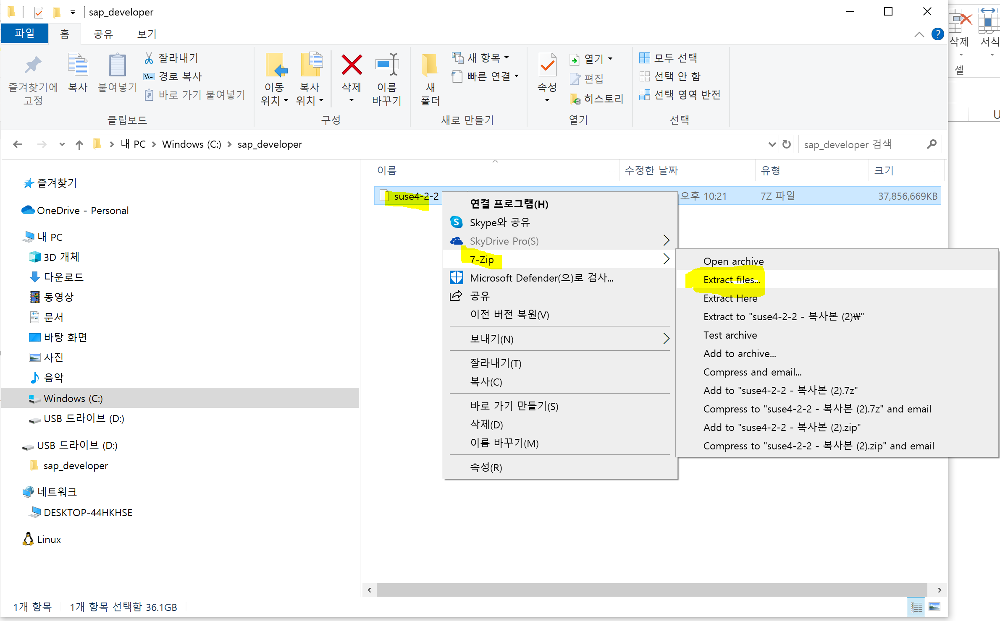 sap_developer
파일 홈 공유 보기
즐겨찾기에 고정
복사
붙여넣기
잘라내기
경로 복사
바로 가기 붙여넣기
클립보드
이동 위치
복사 위치
삭제
이름 바꾸기
구성
새 폴더
새 항목
빠른 연결
새로 만들기
속성
열기
편집
히스토리
열기
모두 선택
선택 안 함
선택 영역 반전
선택
삭제 서식
셀
U
내 PC Windows (C:) sap_developer
sap_developer 검색
즐겨찾기
OneDrive - Personal
내 PC
3D 개체
다운로드
동영상
문서
바탕 화면
사진
음악
Windows (C:)
USB 드라이브 (D:)
USB 드라이브 (D:)
sap_developer
네트워크
DESKTOP-44HKHSE
Linux
이름 수정한 날짜 유형 크기
suse4-2-2 오후 10:21 7Z 파일 37,856,669KB
연결 프로그램(H)
Skype와 공유
SkyDrive Pro(S)
7-Zip
Microsoft Defender(으)로 검사...
공유
이전 버전 복원(V)
보내기(N)
잘라내기(T)
복사(C)
바로 가기 만들기(S)
삭제(D)
이름 바꾸기(M)
속성(R)
Open archive
Extract files...
Extract Here
Extract to "suse4-2-2 - 복사본 (2)₩"
Test archive
Add to archive...
Compress and email...
Add to "suse4-2-2 - 복사본 (2).7z"
Compress to "suse4-2-2 - 복사본 (2).7z" and email
Add to "suse4-2-2 - 복사본 (2).zip"
Compress to "suse4-2-2 - 복사본 (2).zip" and email
1개 항목 1개 항목 선택함 36.1GB